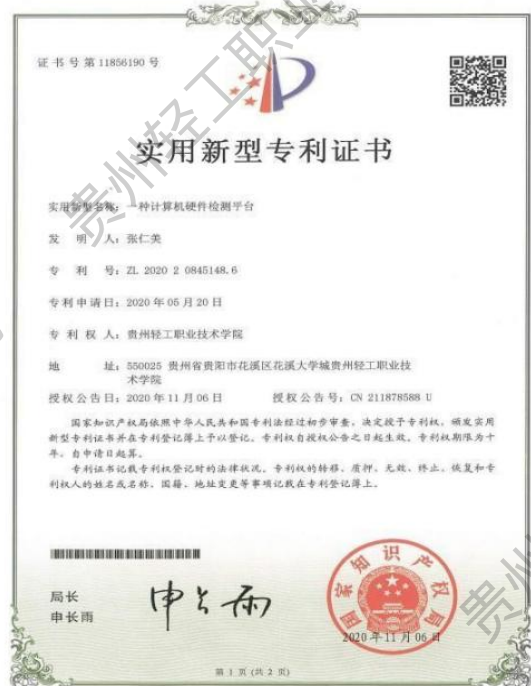 证书号第11856190号
实用新型专利证书
实用新型名称：一种计算机硬件检测平台
发 明 人：张仁美
专 利 号：ZL 2020 2 0845148.6
专利申请日：2020年05月20日
专 利 权 人：贵州轻工职业技术学院
地 址：550025 贵州省贵阳市花溪区花溪大学城贵州轻工职业技
术学院
授权公告日：2020年11月06日 授权公告号：CN 211878588 U
国家知识产权局依照中华人民共和国专利法经过初步审查，决定授予专利权，颁发实用
新型专利证书并在专利登记簿上予以登记。专利权自授权公告之日起生效。专利权期限为十
年，自申请日起算。
专利证书记载专利权登记时的法律状况。专利权的转移、质押、无效、终止、恢复和专
利权人的姓名或名称、国籍、地址变更等事项记载在专利登记簿上。
局长
申长雨
申长雨
国家知识产权局
2020年11月06日
第 1 页 (共 2 页)
贵州轻工职业
贵州